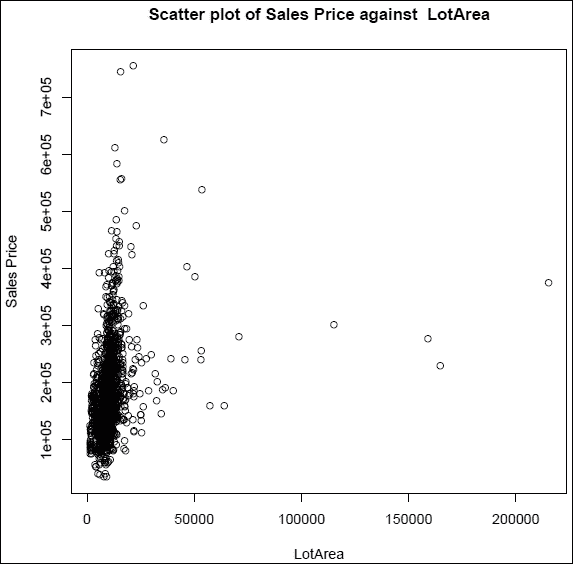 Scatter plot of Sales Price against LotArea
Sales Price
7e+05
6e+05
5e+05
4e+05
3e+05
2e+05
1e+05
0 50000 100000 150000 200000
LotArea